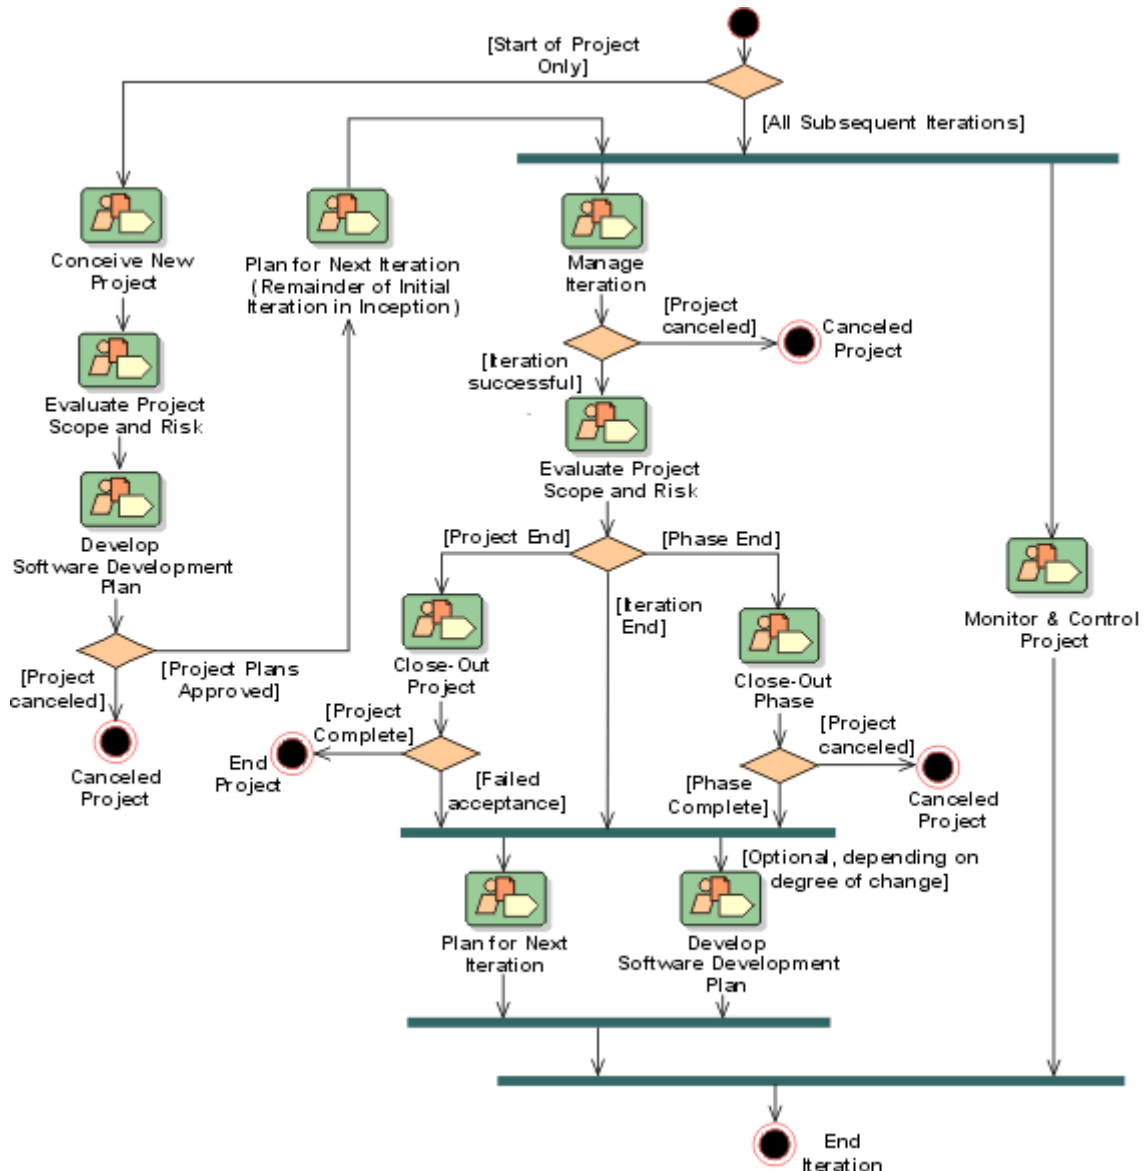 [Start of Project
Only]
[All Subsequent Iterations]
Conceive New
Project
Plan for Next Iteration
(Remainder of Initial
Iteration in Inception)
Manage
Iteration
[Project
canceled]
Canceled
Project
[Iteration
successful]
Evaluate Project
Scope and Risk
Evaluate Project
Scope and Risk
Develop
Software Development
Plan
[Project End]
[Phase End]
[Iteration
End]
Monitor & Control
Project
[Project
canceled]
[Project Plans
Approved]
Close-Out
Project
Close-Out
Phase
Canceled
Project
[Project
Complete]
End
Project
[Failed
acceptance]
[Project
canceled]
[Phase
Complete]
Canceled
Project
[Optional, depending on
degree of change]
Plan for Next
Iteration
Develop
Software Development
Plan
End
Iteration